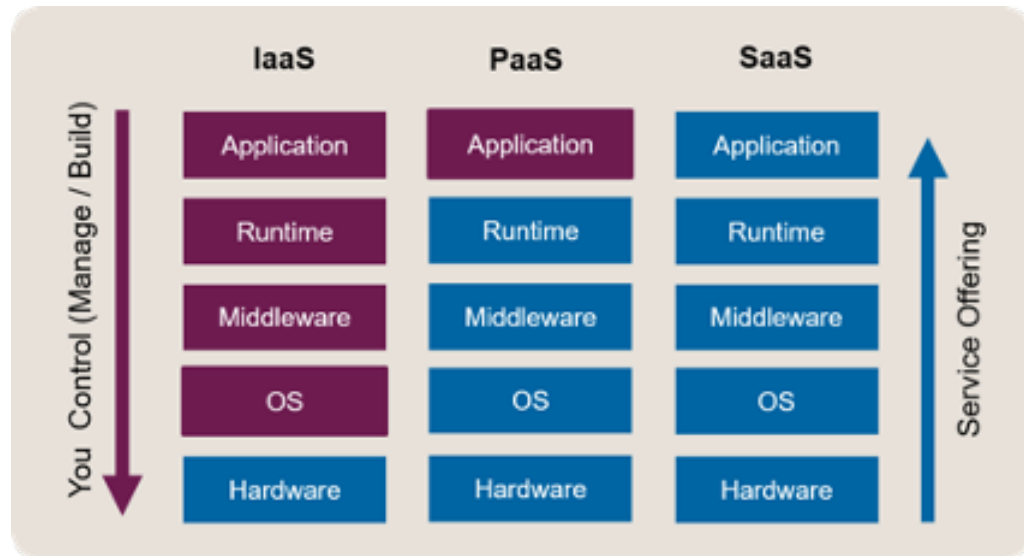 IaaS PaaS SaaS
You Control (Manage / Build)
Application Application Application
Runtime Runtime Runtime
Middleware Middleware Middleware
OS OS OS
Hardware Hardware Hardware
Service Offering